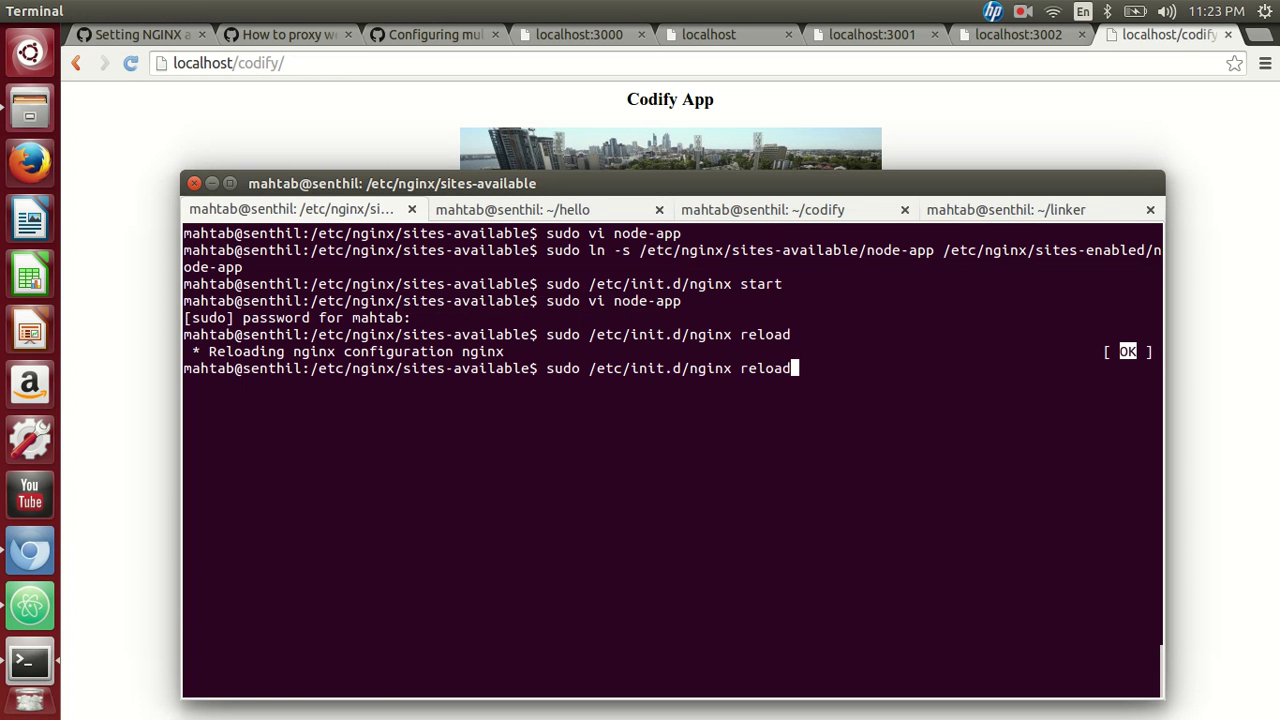 Terminal
En
11:23 PM
Setting NGINX a
How to proxy we
Configuring mul
localhost:3000
localhost
localhost:3001
localhost:3002
localhost/codify
localhost/codify/
Codify App
mahtab@senthil: /etc/nginx/sites-available
mahtab@senthil: /etc/nginx/si...
mahtab@senthil: ~/hello
mahtab@senthil: ~/codify
mahtab@senthil: ~/linker
mahtab@senthil:/etc/nginx/sites-available$ sudo vi node-app
mahtab@senthil:/etc/nginx/sites-available$ sudo ln -s /etc/nginx/sites-available/node-app /etc/nginx/sites-enabled/n
ode-app
mahtab@senthil:/etc/nginx/sites-available$ sudo /etc/init.d/nginx start
mahtab@senthil:/etc/nginx/sites-available$ sudo vi node-app
[sudo] password for mahtab:
mahtab@senthil:/etc/nginx/sites-available$ sudo /etc/init.d/nginx reload
 * Reloading nginx configuration nginx [ OK ]
mahtab@senthil:/etc/nginx/sites-available$ sudo /etc/init.d/nginx reload
hp
a
You
Tube
>_